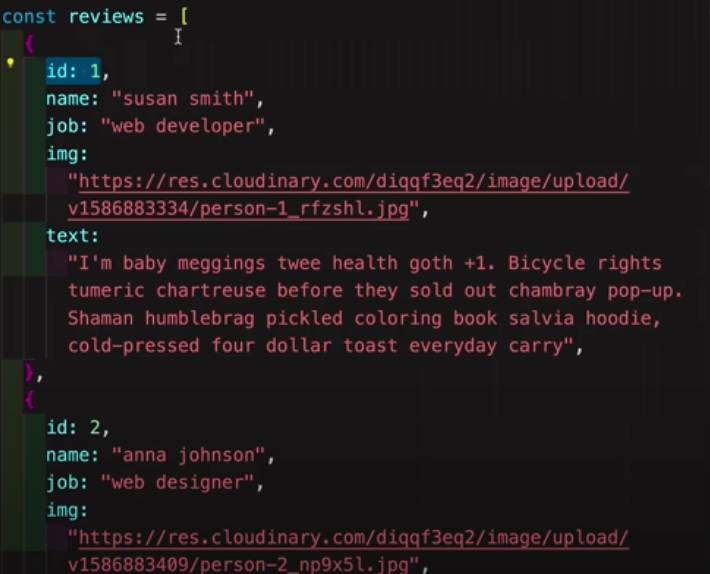 const reviews = [
{
id: 1,
name: "susan smith",
job: "web developer",
img:
"https://res.cloudinary.com/diqqf3eq2/image/upload/
v1586883334/person-1_rfzshl.jpg",
text:
"I'm baby meggings twee health goth +1. Bicycle rights
tumeric chartreuse before they sold out chambray pop-up.
Shaman humblebrag pickled coloring book salvia hoodie,
cold-pressed four dollar toast everyday carry",
},
{
id: 2,
name: "anna johnson",
job: "web designer",
img:
"https://res.cloudinary.com/diqqf3eq2/image/upload/
v1586883409/person-2_np9x5l.jpg",